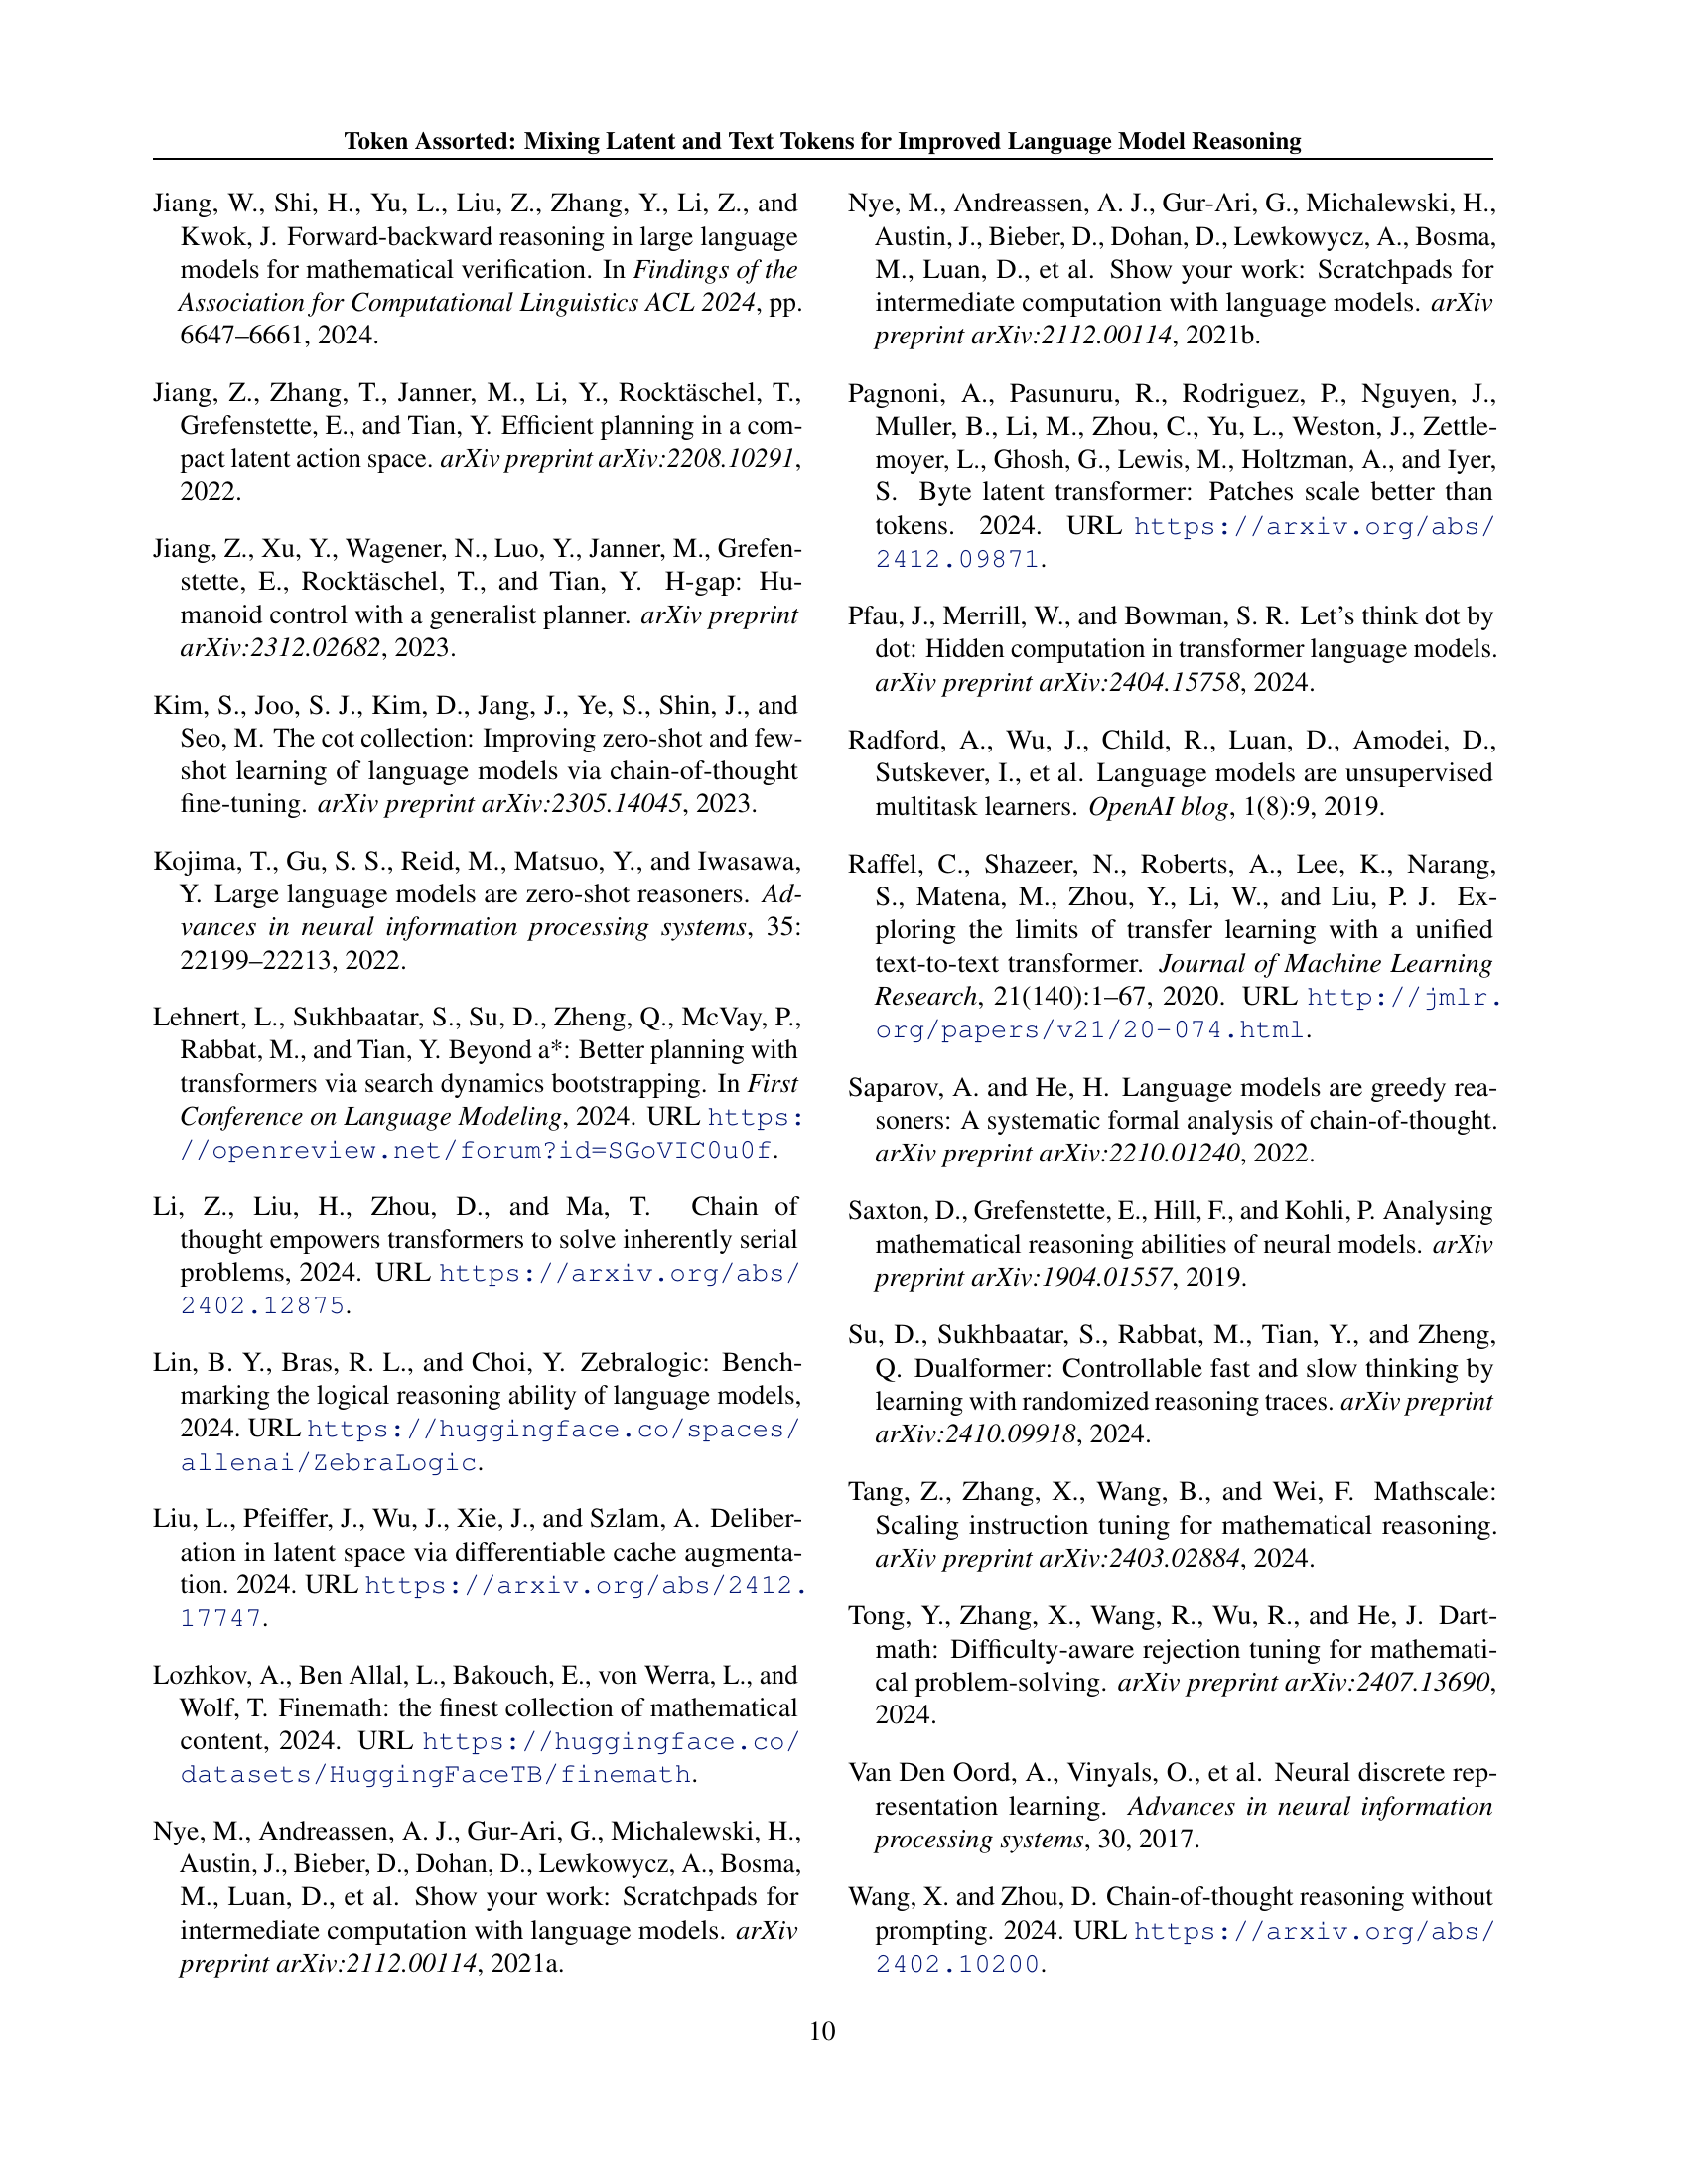 Token Assorted: Mixing Latent and Text Tokens for Improved Language Model Reasoning
Jiang, W., Shi, H., Yu, L., Liu, Z., Zhang, Y., Li, Z., and
Kwok, J. Forward-backward reasoning in large language
models for mathematical verification. In Findings of the
Association for Computational Linguistics ACL 2024, pp.
6647–6661, 2024.
Jiang, Z., Zhang, T., Janner, M., Li, Y., Rocktäschel, T.,
Grefenstette, E., and Tian, Y. Efficient planning in a com-
pact latent action space. arXiv preprint arXiv:2208.10291,
2022.
Jiang, Z., Xu, Y., Wagener, N., Luo, Y., Janner, M., Grefen-
stette, E., Rocktäschel, T., and Tian, Y. H-gap: Hu-
manoid control with a generalist planner. arXiv preprint
arXiv:2312.02682, 2023.
Kim, S., Joo, S. J., Kim, D., Jang, J., Ye, S., Shin, J., and
Seo, M. The cot collection: Improving zero-shot and few-
shot learning of language models via chain-of-thought
fine-tuning. arXiv preprint arXiv:2305.14045, 2023.
Kojima, T., Gu, S. S., Reid, M., Matsuo, Y., and Iwasawa,
Y. Large language models are zero-shot reasoners. Ad-
vances in neural information processing systems, 35:
22199–22213, 2022.
Lehnert, L., Sukhbaatar, S., Su, D., Zheng, Q., McVay, P.,
Rabbat, M., and Tian, Y. Beyond a*: Better planning with
transformers via search dynamics bootstrapping. In First
Conference on Language Modeling, 2024. URL https:
//openreview.net/forum?id=SGoVIC0u0f.
Li, Z., Liu, H., Zhou, D., and Ma, T. Chain of
thought empowers transformers to solve inherently serial
problems, 2024. URL https://arxiv.org/abs/
2402.12875.
Lin, B. Y., Bras, R. L., and Choi, Y. Zebralogic: Bench-
marking the logical reasoning ability of language models,
2024. URL https://huggingface.co/spaces/
allenai/ZebraLogic.
Liu, L., Pfeiffer, J., Wu, J., Xie, J., and Szlam, A. Deliber-
ation in latent space via differentiable cache augmenta-
tion. 2024. URL https://arxiv.org/abs/2412.
17747.
Lozhkov, A., Ben Allal, L., Bakouch, E., von Werra, L., and
Wolf, T. Finemath: the finest collection of mathematical
content, 2024. URL https://huggingface.co/
datasets/HuggingFaceTB/finemath.
Nye, M., Andreassen, A. J., Gur-Ari, G., Michalewski, H.,
Austin, J., Bieber, D., Dohan, D., Lewkowycz, A., Bosma,
M., Luan, D., et al. Show your work: Scratchpads for
intermediate computation with language models. arXiv
preprint arXiv:2112.00114, 2021a.
Nye, M., Andreassen, A. J., Gur-Ari, G., Michalewski, H.,
Austin, J., Bieber, D., Dohan, D., Lewkowycz, A., Bosma,
M., Luan, D., et al. Show your work: Scratchpads for
intermediate computation with language models. arXiv
preprint arXiv:2112.00114, 2021b.
Pagnoni, A., Pasunuru, R., Rodriguez, P., Nguyen, J.,
Muller, B., Li, M., Zhou, C., Yu, L., Weston, J., Zettle-
moyer, L., Ghosh, G., Lewis, M., Holtzman, A., and Iyer,
S. Byte latent transformer: Patches scale better than
tokens. 2024. URL https://arxiv.org/abs/
2412.09871.
Pfau, J., Merrill, W., and Bowman, S. R. Let's think dot by
dot: Hidden computation in transformer language models.
arXiv preprint arXiv:2404.15758, 2024.
Radford, A., Wu, J., Child, R., Luan, D., Amodei, D.,
Sutskever, I., et al. Language models are unsupervised
multitask learners. OpenAI blog, 1(8):9, 2019.
Raffel, C., Shazeer, N., Roberts, A., Lee, K., Narang,
S., Matena, M., Zhou, Y., Li, W., and Liu, P. J. Ex-
ploring the limits of transfer learning with a unified
text-to-text transformer. Journal of Machine Learning
Research, 21(140):1–67, 2020. URL http://jmlr.
org/papers/v21/20-074.html.
Saparov, A. and He, H. Language models are greedy rea-
soners: A systematic formal analysis of chain-of-thought.
arXiv preprint arXiv:2210.01240, 2022.
Saxton, D., Grefenstette, E., Hill, F., and Kohli, P. Analysing
mathematical reasoning abilities of neural models. arXiv
preprint arXiv:1904.01557, 2019.
Su, D., Sukhbaatar, S., Rabbat, M., Tian, Y., and Zheng,
Q. Dualformer: Controllable fast and slow thinking by
learning with randomized reasoning traces. arXiv preprint
arXiv:2410.09918, 2024.
Tang, Z., Zhang, X., Wang, B., and Wei, F. Mathscale:
Scaling instruction tuning for mathematical reasoning.
arXiv preprint arXiv:2403.02884, 2024.
Tong, Y., Zhang, X., Wang, R., Wu, R., and He, J. Dart-
math: Difficulty-aware rejection tuning for mathemati-
cal problem-solving. arXiv preprint arXiv:2407.13690,
2024.
Van Den Oord, A., Vinyals, O., et al. Neural discrete rep-
resentation learning. Advances in neural information
processing systems, 30, 2017.
Wang, X. and Zhou, D. Chain-of-thought reasoning without
prompting. 2024. URL https://arxiv.org/abs/
2402.10200.
10